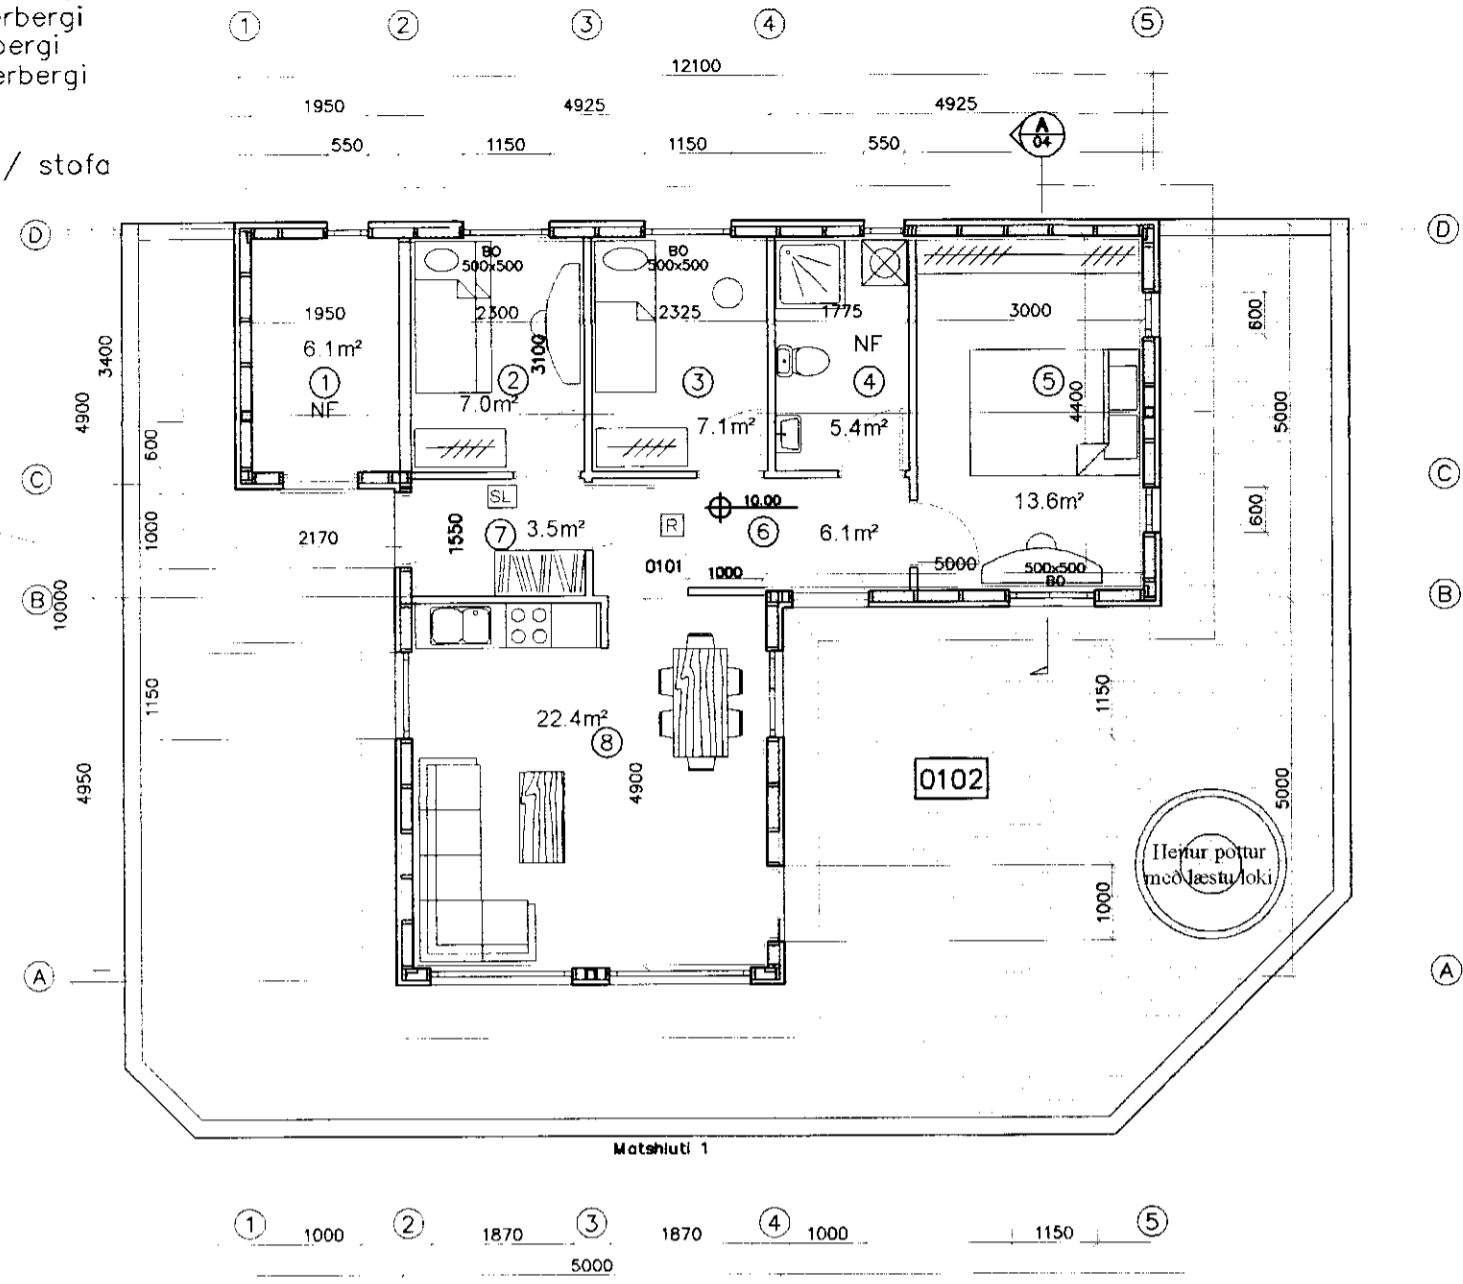 erbergi
bergi
erbergi
/ stofa
1 2 3 4 5
12100
1950 4925 4925
550 1150 1150 550
A
04
D D
BO
500x500
BO
500x500
1950 2300 2325 1775 3000
600
3400
6.1m²
3100
NF
1 2 3 4 5
NF
7.0m²
7.1m²
5.4m²
4400
4900
5000
600
C C
SL
10.00
13.6m²
600
1000
2170
1550
7
3.5m²
R
6
6.1m²
0101
1000
5000
500x500
BO
B B
10000
1150
1150
22.4m²
8
4950
4900
0102
5000
Heitur pottur
með læstu loki
1000
A A
Matshluti 1
1 2 3 4 5
1000 1870 1870 1000 1150
5000